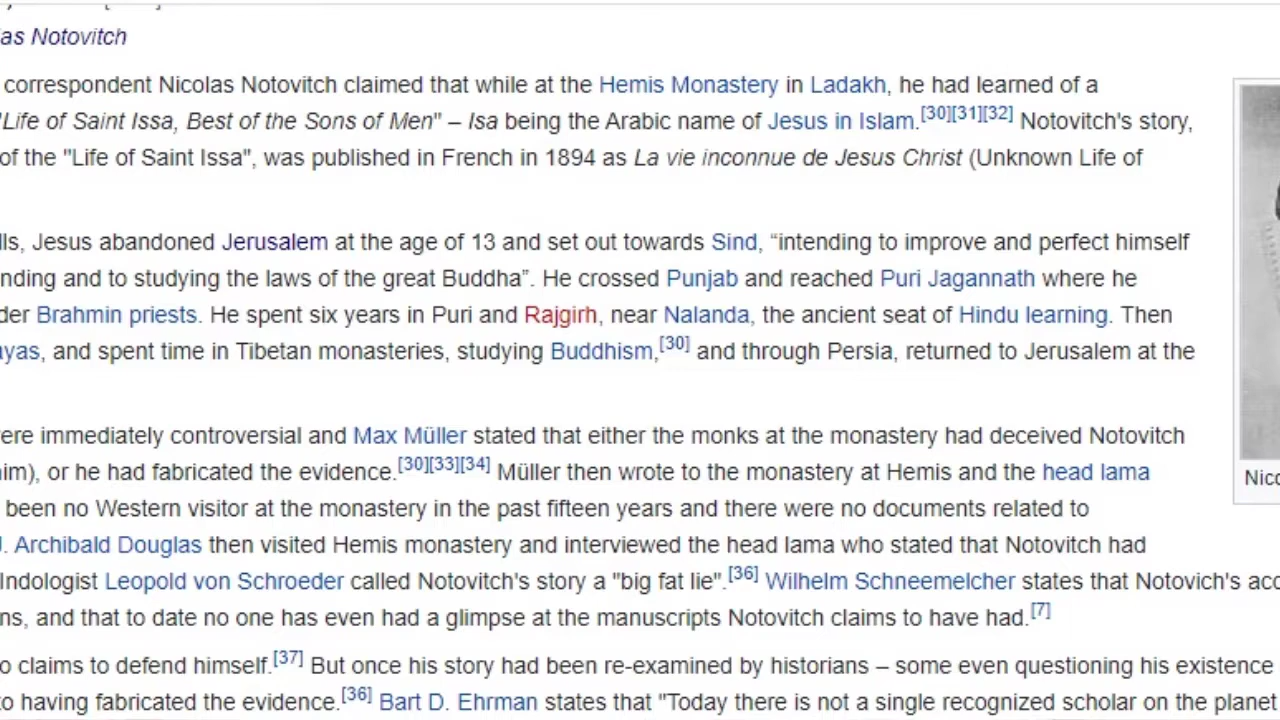 as Notovitch
correspondent Nicolas Notovitch claimed that while at the Hemis Monastery in Ladakh, he had learned of a
"Life of Saint Issa, Best of the Sons of Men" – Isa being the Arabic name of Jesus in Islam.[30][31][32] Notovitch's story,
of the "Life of Saint Issa", was published in French in 1894 as La vie inconnue de Jesus Christ (Unknown Life of
lls, Jesus abandoned Jerusalem at the age of 13 and set out towards Sind, “intending to improve and perfect himself
nding and to studying the laws of the great Buddha”. He crossed Punjab and reached Puri Jagannath where he
der Brahmin priests. He spent six years in Puri and Rajgirh, near Nalanda, the ancient seat of Hindu learning. Then
ayas, and spent time in Tibetan monasteries, studying Buddhism,[30] and through Persia, returned to Jerusalem at the
ere immediately controversial and Max Müller stated that either the monks at the monastery had deceived Notovitch
im), or he had fabricated the evidence.[30][33][34] Müller then wrote to the monastery at Hemis and the head lama
been no Western visitor at the monastery in the past fifteen years and there were no documents related to
J. Archibald Douglas then visited Hemis monastery and interviewed the head lama who stated that Notovitch had
Indologist Leopold von Schroeder called Notovitch's story a "big fat lie".[36] Wilhelm Schneemelcher states that Notovich's acc
ns, and that to date no one has even had a glimpse at the manuscripts Notovitch claims to have had.[7]
o claims to defend himself.[37] But once his story had been re-examined by historians – some even questioning his existence
to having fabricated the evidence.[36] Bart D. Ehrman states that "Today there is not a single recognized scholar on the planet
Nico